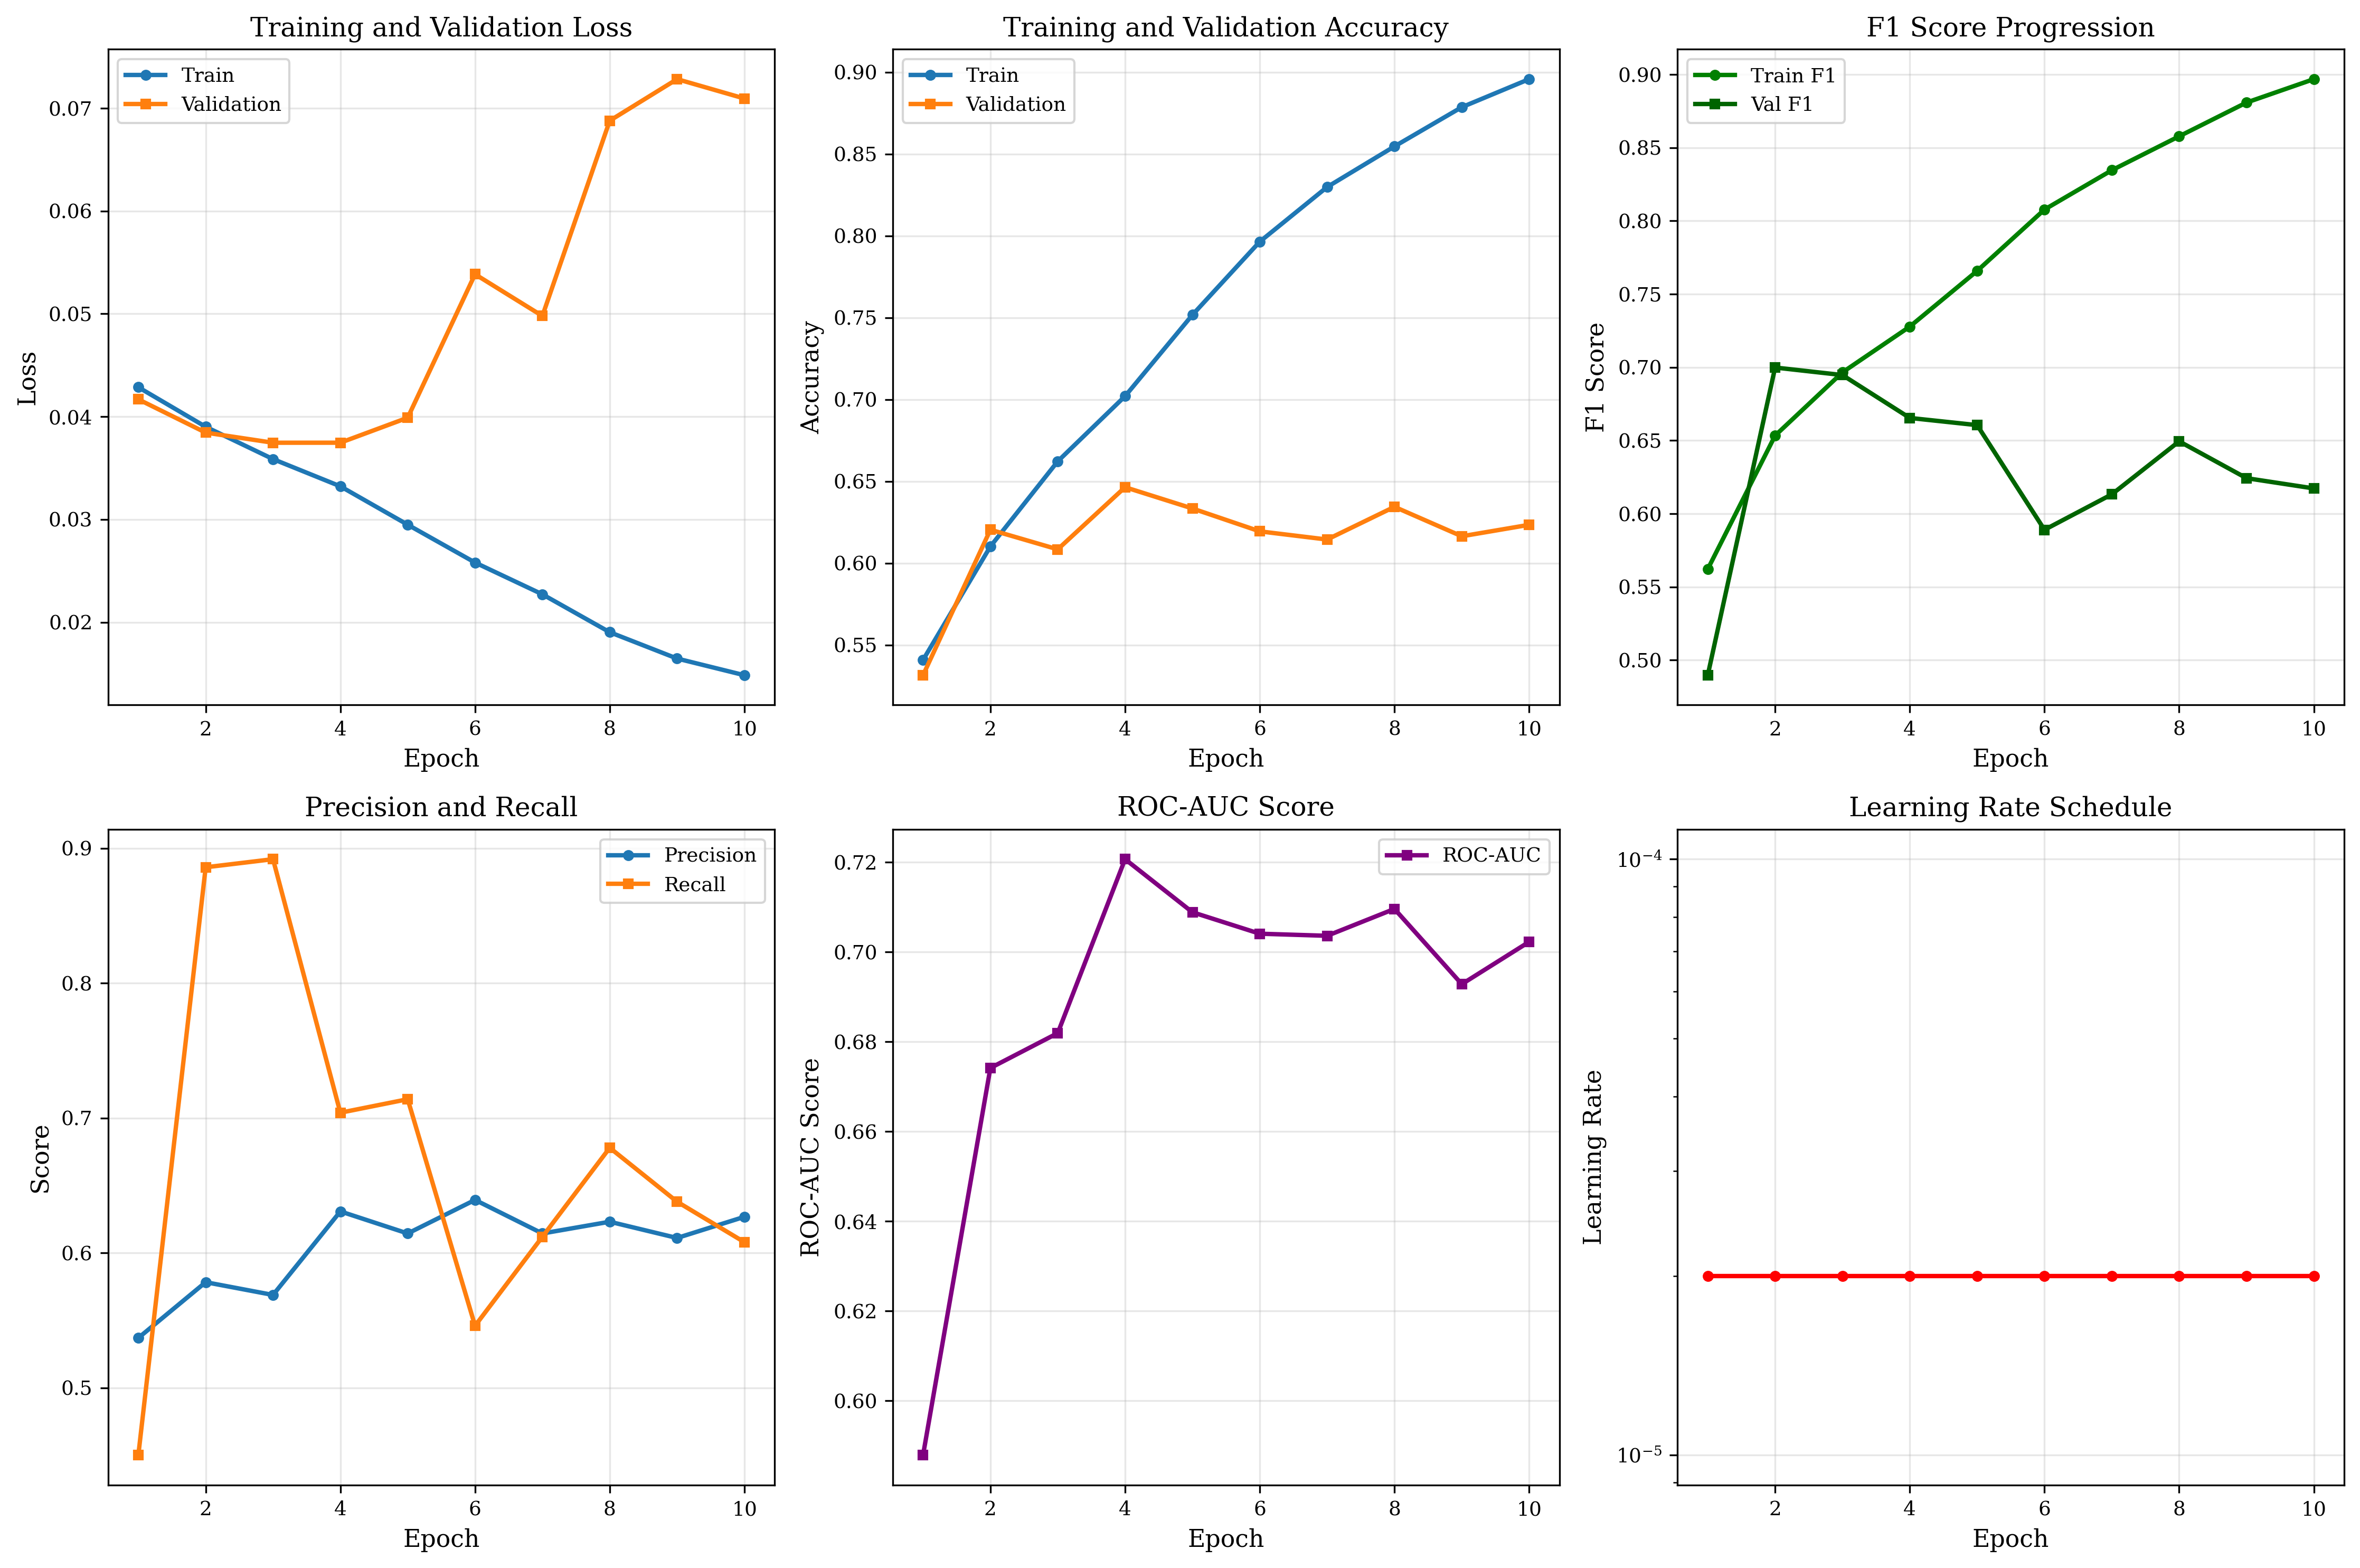 Training and Validation Loss
Train
Validation
0.07
0.06
0.05
0.04
0.03
0.02
Loss
2 4 6 8 10
Epoch
Training and Validation Accuracy
Train
Validation
0.90
0.85
0.80
0.75
0.70
0.65
0.60
0.55
Accuracy
2 4 6 8 10
Epoch
F1 Score Progression
Train F1
Val F1
0.90
0.85
0.80
0.75
0.70
0.65
0.60
0.55
0.50
F1 Score
2 4 6 8 10
Epoch
Precision and Recall
Precision
Recall
0.9
0.8
0.7
0.6
0.5
Score
2 4 6 8 10
Epoch
ROC-AUC Score
ROC-AUC
0.72
0.70
0.68
0.66
0.64
0.62
0.60
ROC-AUC Score
2 4 6 8 10
Epoch
Learning Rate Schedule
10⁻⁴
10⁻⁵
Learning Rate
2 4 6 8 10
Epoch